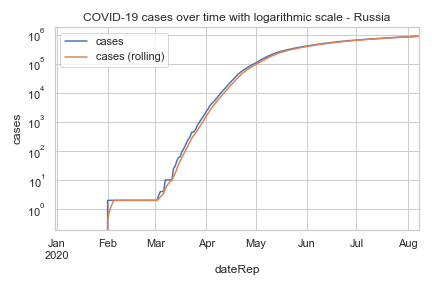 COVID-19 cases over time with logarithmic scale - Russia
cases
cases (rolling)
10^6
10^5
10^4
10^3
10^2
10^1
10^0
cases
Jan Feb Mar Apr May Jun Jul Aug
2020
dateRep